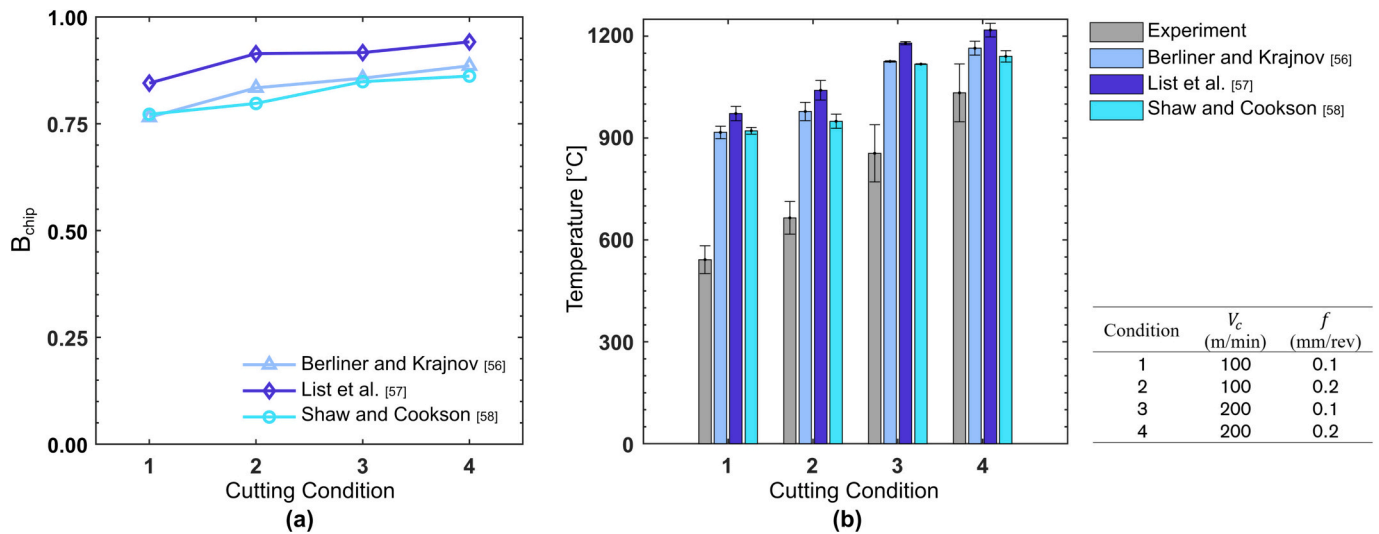 1.00
0.75
0.50
0.25
0.00
B_chip
1 2 3 4
Cutting Condition
(a)
Berliner and Krajnov [56]
List et al. [57]
Shaw and Cookson [58]
1200
900
600
300
0
Temperature [°C]
1 2 3 4
Cutting Condition
(b)
Experiment
Berliner and Krajnov [56]
List et al. [57]
Shaw and Cookson [58]
Condition V_c (m/min) f (mm/rev)
1 100 0.1
2 100 0.2
3 200 0.1
4 200 0.2